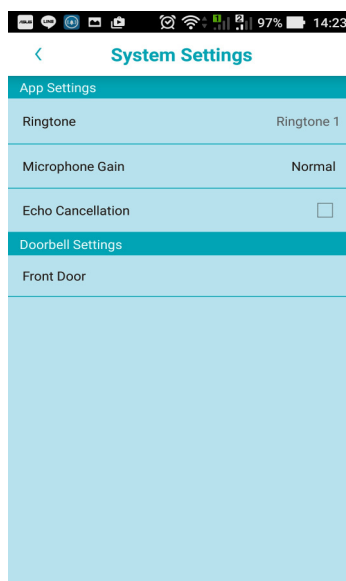 97% 14:23
System Settings
App Settings
Ringtone Ringtone 1
Microphone Gain Normal
Echo Cancellation
Doorbell Settings
Front Door